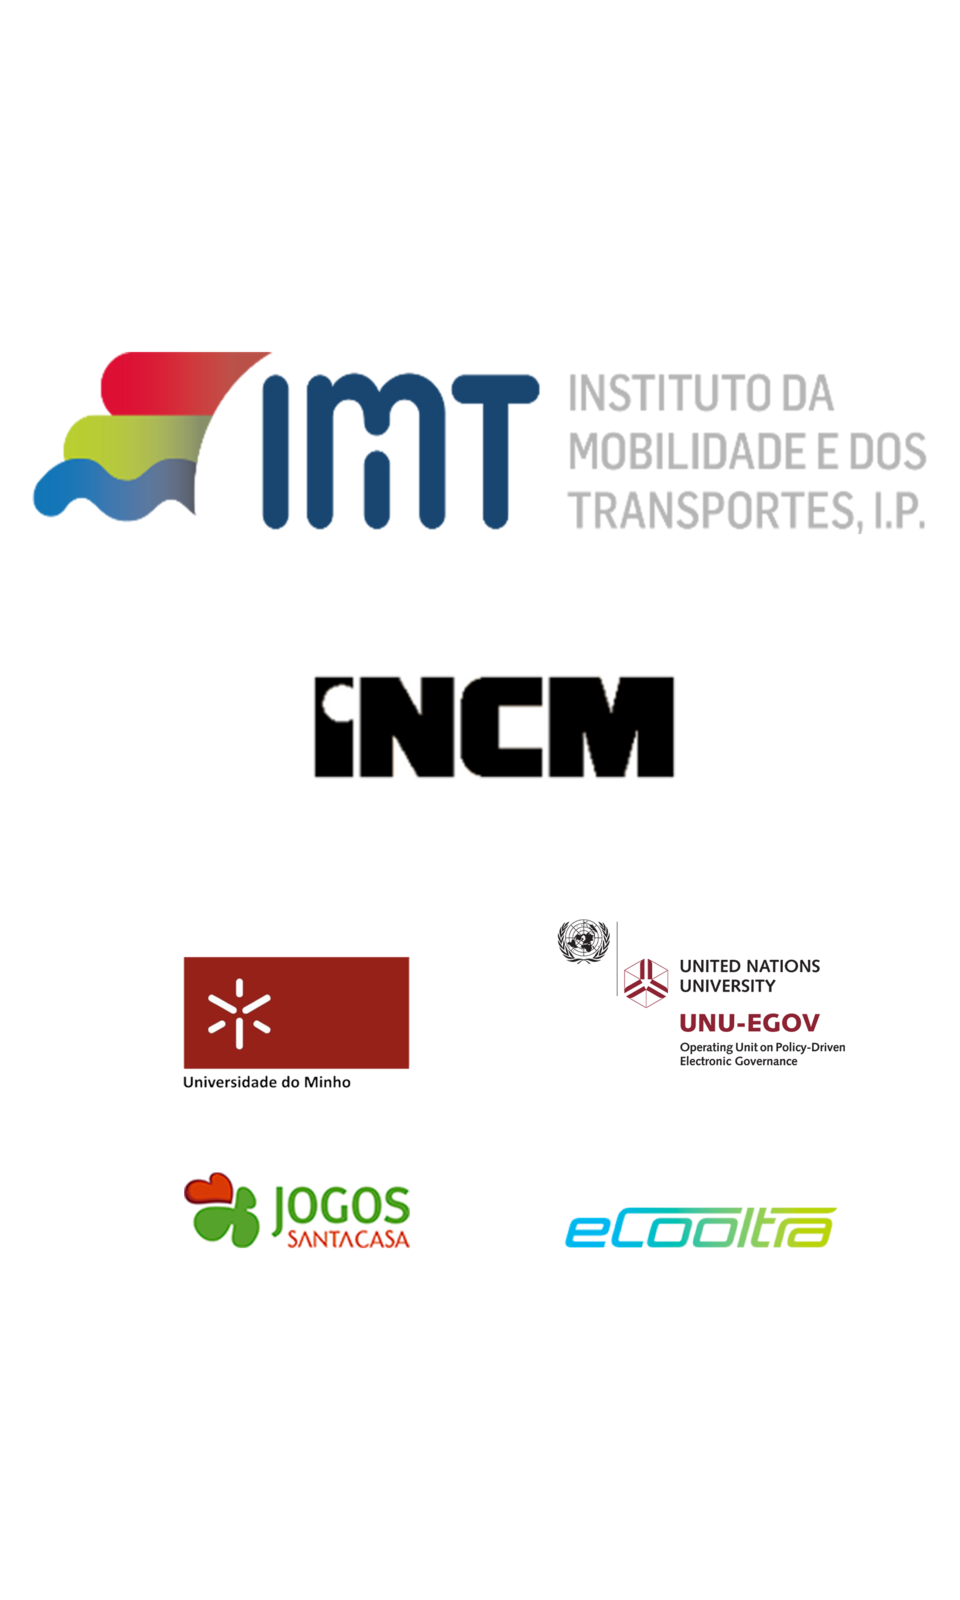 IMT
INSTITUTO DA
MOBILIDADE E DOS
TRANSPORTES, I.P.
iNCM
Universidade do Minho
UNITED NATIONS
UNIVERSITY
UNU-EGOV
Operating Unit on Policy-Driven
Electronic Governance
JOGOS
SANTACASA
eCooltra